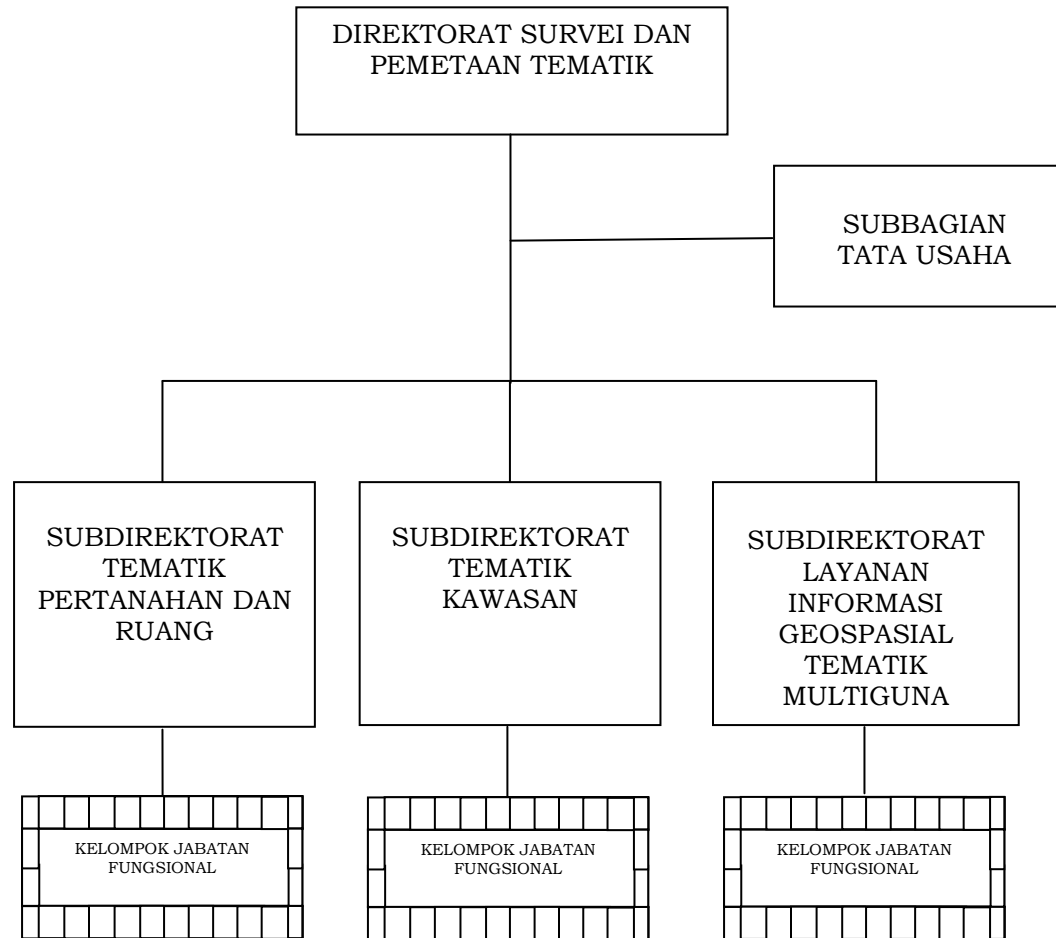 DIREKTORAT SURVEI DAN
PEMETAAN TEMATIK
SUBBAGIAN
TATA USAHA
SUBDIREKTORAT
TEMATIK
PERTANAHAN DAN
RUANG
SUBDIREKTORAT
TEMATIK
KAWASAN
SUBDIREKTORAT
LAYANAN
INFORMASI
GEOSPASIAL
TEMATIK
MULTIGUNA
KELOMPOK JABATAN
FUNGSIONAL
KELOMPOK JABATAN
FUNGSIONAL
KELOMPOK JABATAN
FUNGSIONAL